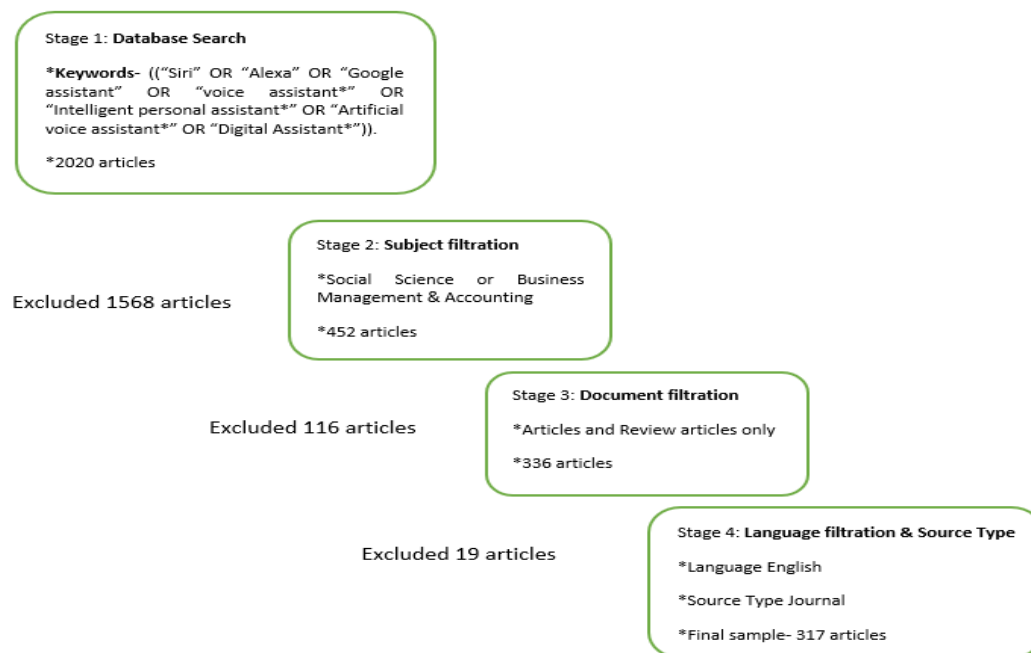 Stage 1: Database Search
*Keywords- ((“Siri” OR “Alexa” OR “Google
assistant” OR “voice assistant*” OR
“Intelligent personal assistant*” OR “Artificial
voice assistant*” OR “Digital Assistant*”)).
*2020 articles
Stage 2: Subject filtration
*Social Science or Business
Management & Accounting
*452 articles
Excluded 1568 articles
Stage 3: Document filtration
*Articles and Review articles only
*336 articles
Excluded 116 articles
Stage 4: Language filtration & Source Type
*Language English
*Source Type Journal
*Final sample- 317 articles
Excluded 19 articles